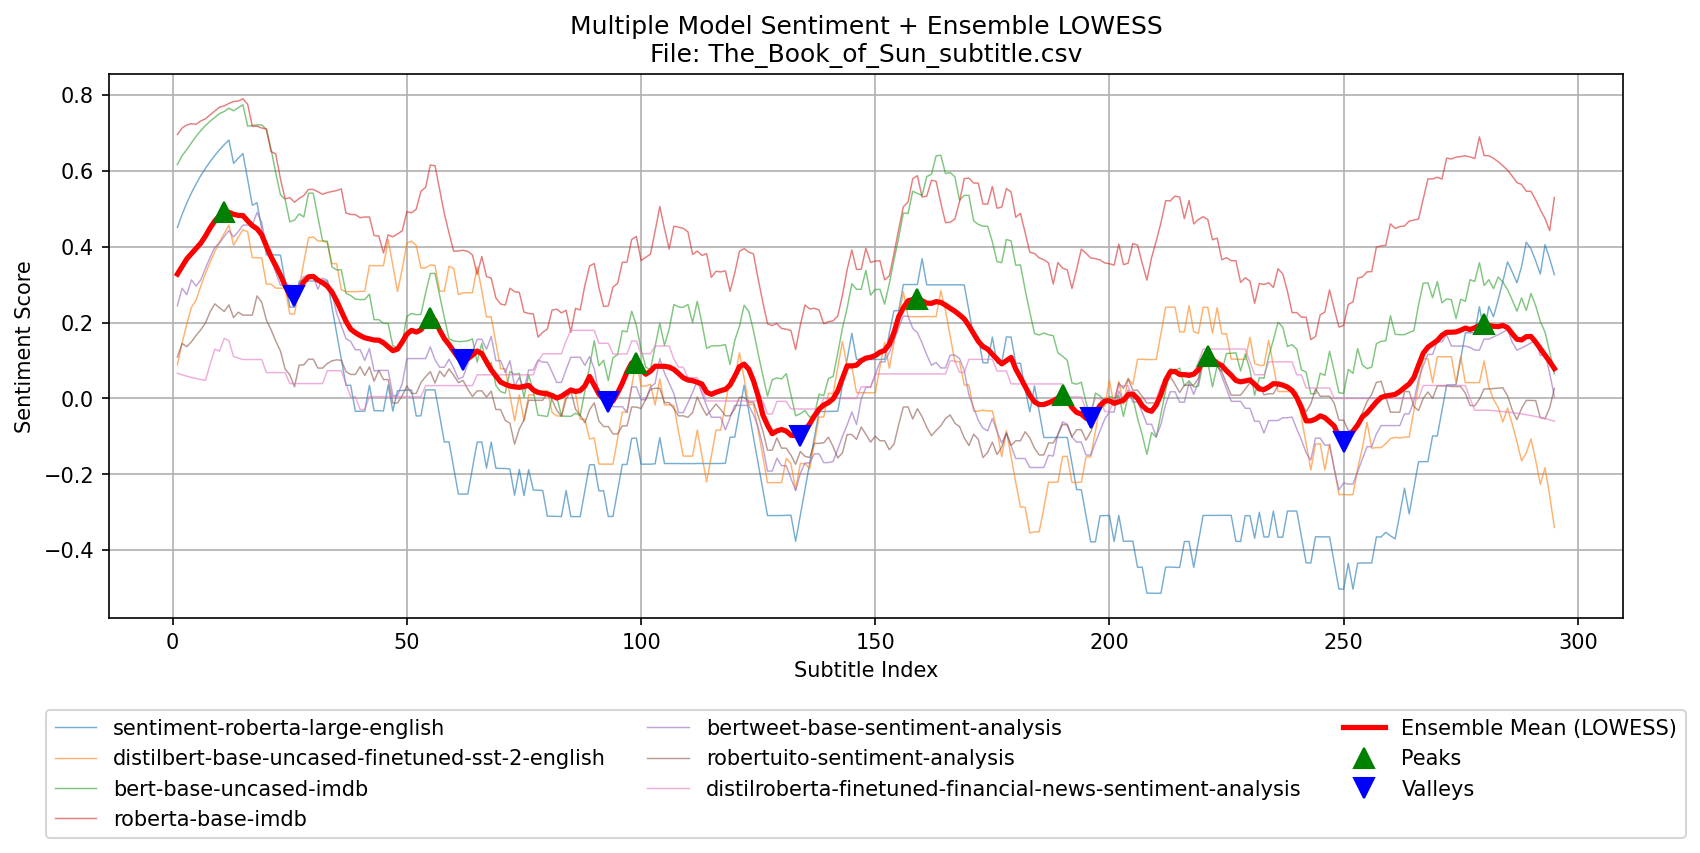 Multiple Model Sentiment + Ensemble LOWESS
File: The_Book_of_Sun_subtitle.csv
Sentiment Score
0.8
0.6
0.4
0.2
0.0
−0.2
−0.4
0 50 100 150 200 250 300
Subtitle Index
sentiment-roberta-large-english
distilbert-base-uncased-finetuned-sst-2-english
bert-base-uncased-imdb
roberta-base-imdb
bertweet-base-sentiment-analysis
robertuito-sentiment-analysis
distilroberta-finetuned-financial-news-sentiment-analysis
Ensemble Mean (LOWESS)
Peaks
Valleys